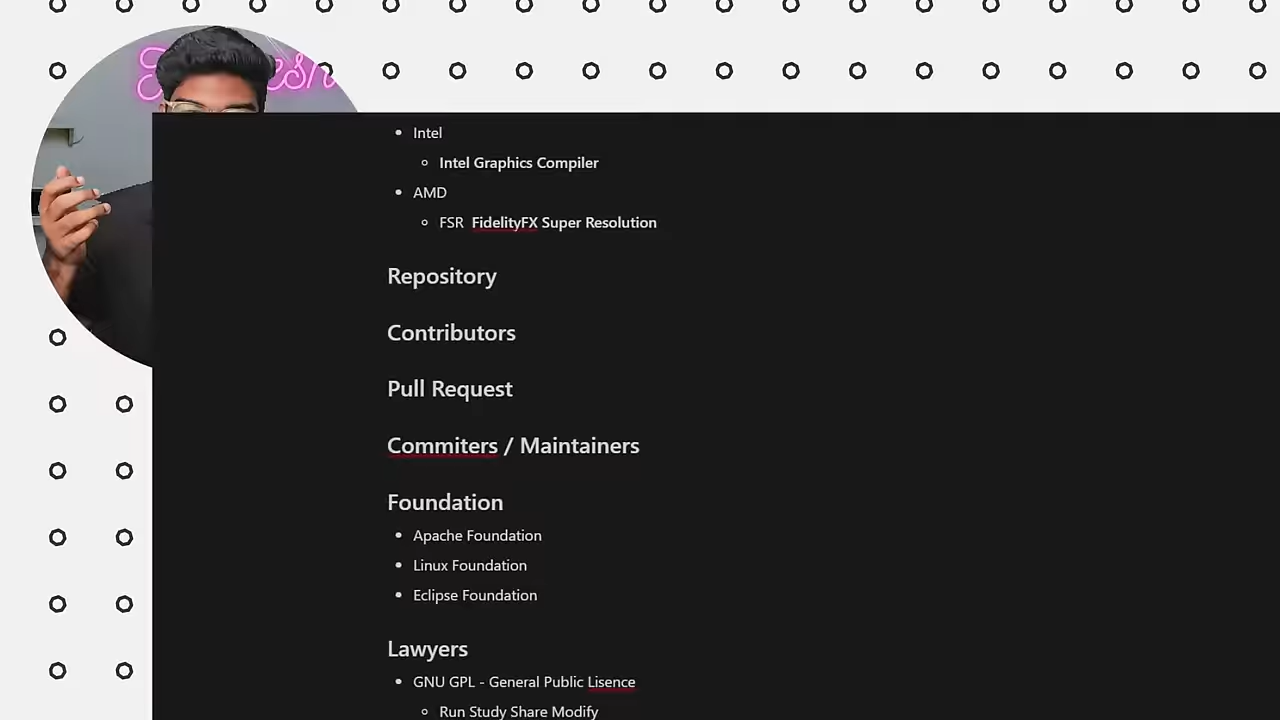 Intel
Intel Graphics Compiler
AMD
FSR FidelityFX Super Resolution
Repository
Contributors
Pull Request
Commiters / Maintainers
Foundation
Apache Foundation
Linux Foundation
Eclipse Foundation
Lawyers
GNU GPL - General Public Lisence
Run Study Share Modify